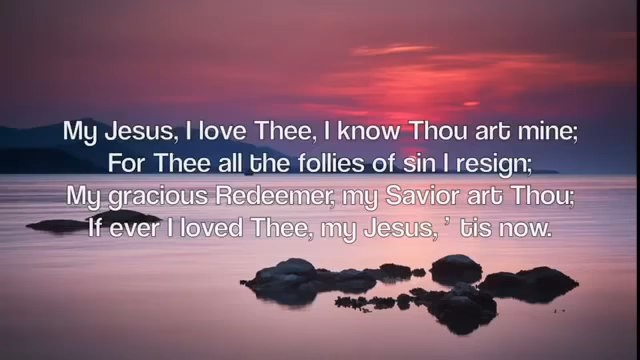 My Jesus, I love Thee, I know Thou art mine;
For Thee all the follies of sin I resign;
My gracious Redeemer, my Savior art Thou;
If ever I loved Thee, my Jesus, ’ tis now.